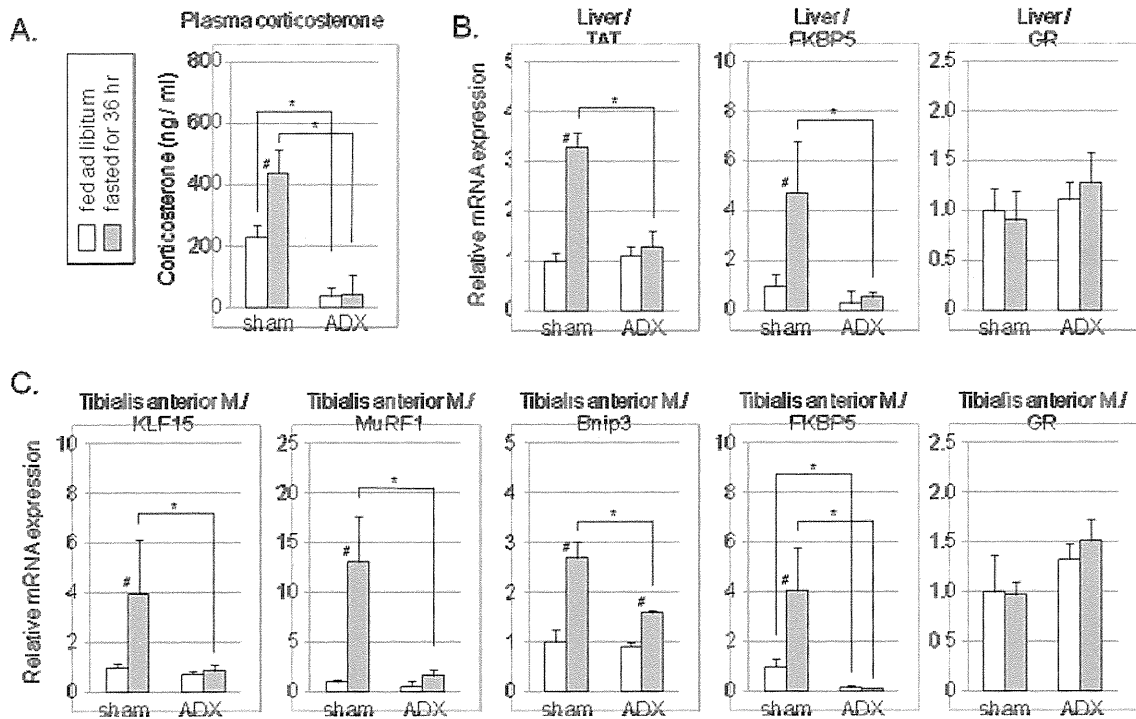 A.
Plasma corticosterone
fed ad libitum
fasted for 36 hr
Corticosterone (ng / ml)
800
600
400
200
0
*
*
#
sham
ADX
B.
Liver /
TAT
Relative mRNA expression
5
4
3
2
1
0
*
#
sham
ADX
Liver /
FKBP5
10
8
6
4
2
0
*
#
sham
ADX
Liver /
GR
2.5
2.0
1.5
1.0
0.5
0
sham
ADX
C.
Tibialis anterior M./
KLF15
Relative mRNA expression
10
8
6
4
2
0
*
#
sham
ADX
Tibialis anterior M./
MuRF1
25
20
15
10
5
0
*
#
sham
ADX
Tibialis anterior M./
Bnip3
5
4
3
2
1
0
*
#
#
sham
ADX
Tibialis anterior M./
FKBP5
10
8
6
4
2
0
*
*
#
sham
ADX
Tibialis anterior M./
GR
2.5
2.0
1.5
1.0
0.5
0
sham
ADX